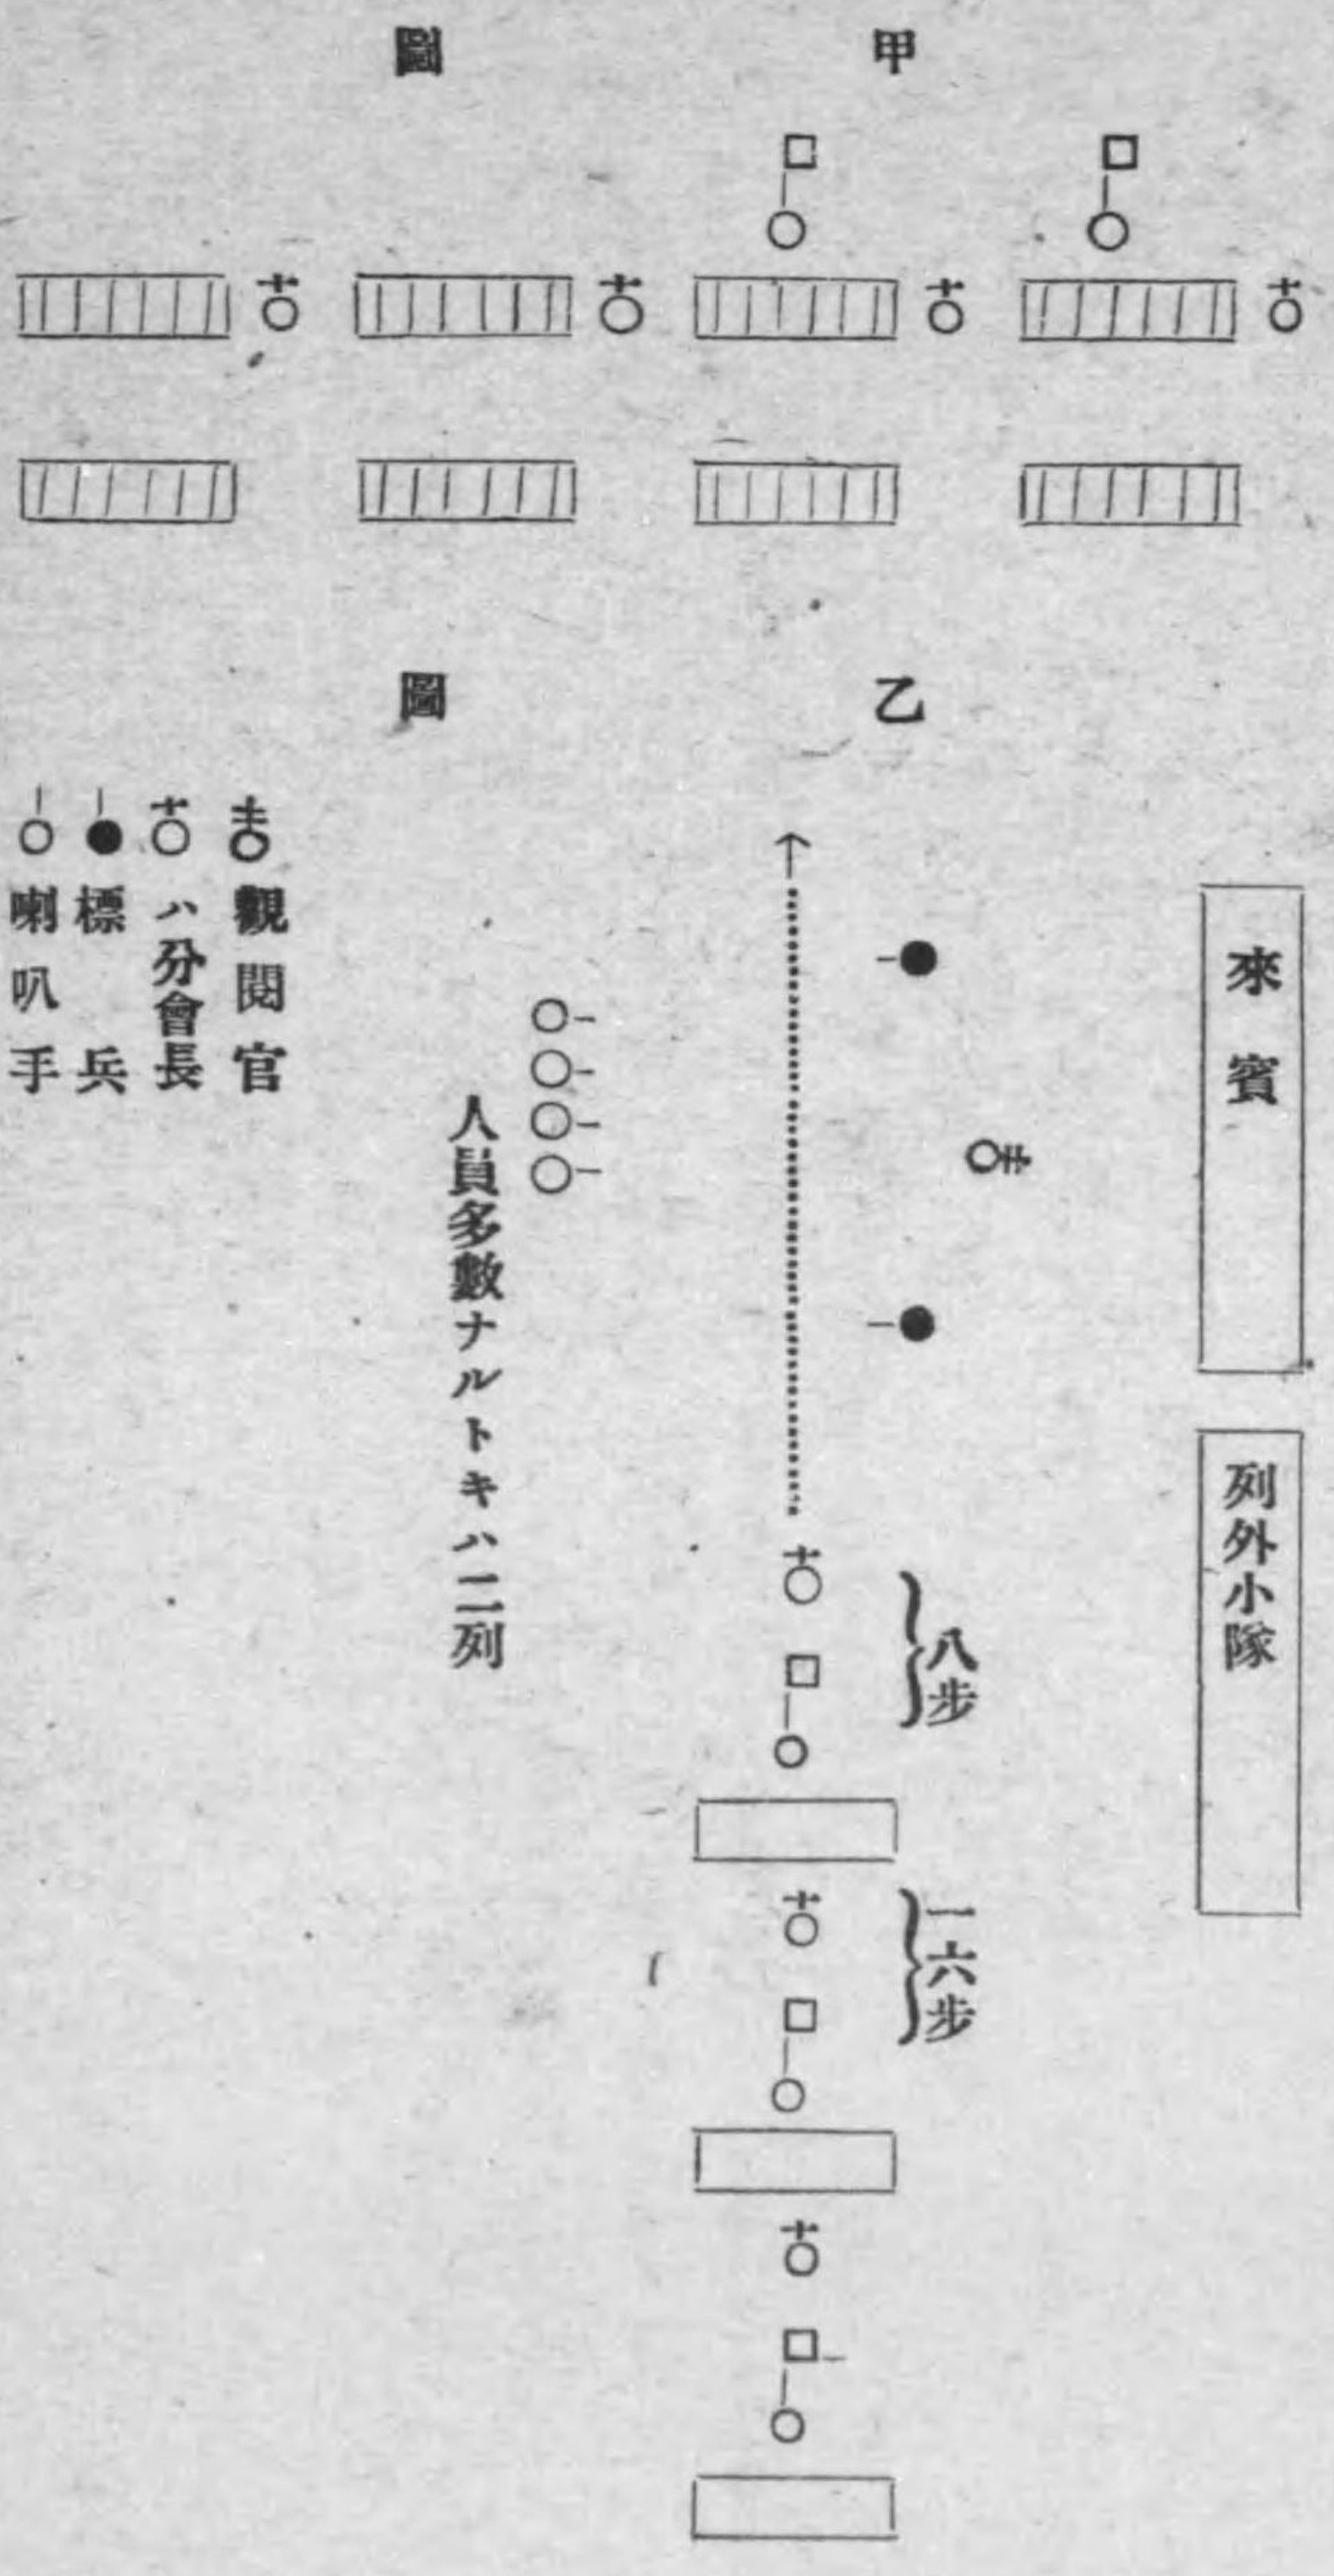 甲圖
乙圖
來賓
列外小隊
八步
一六步
人員多數ナルトキハ二列
觀閱官
ハ分會長
標兵
喇叭手